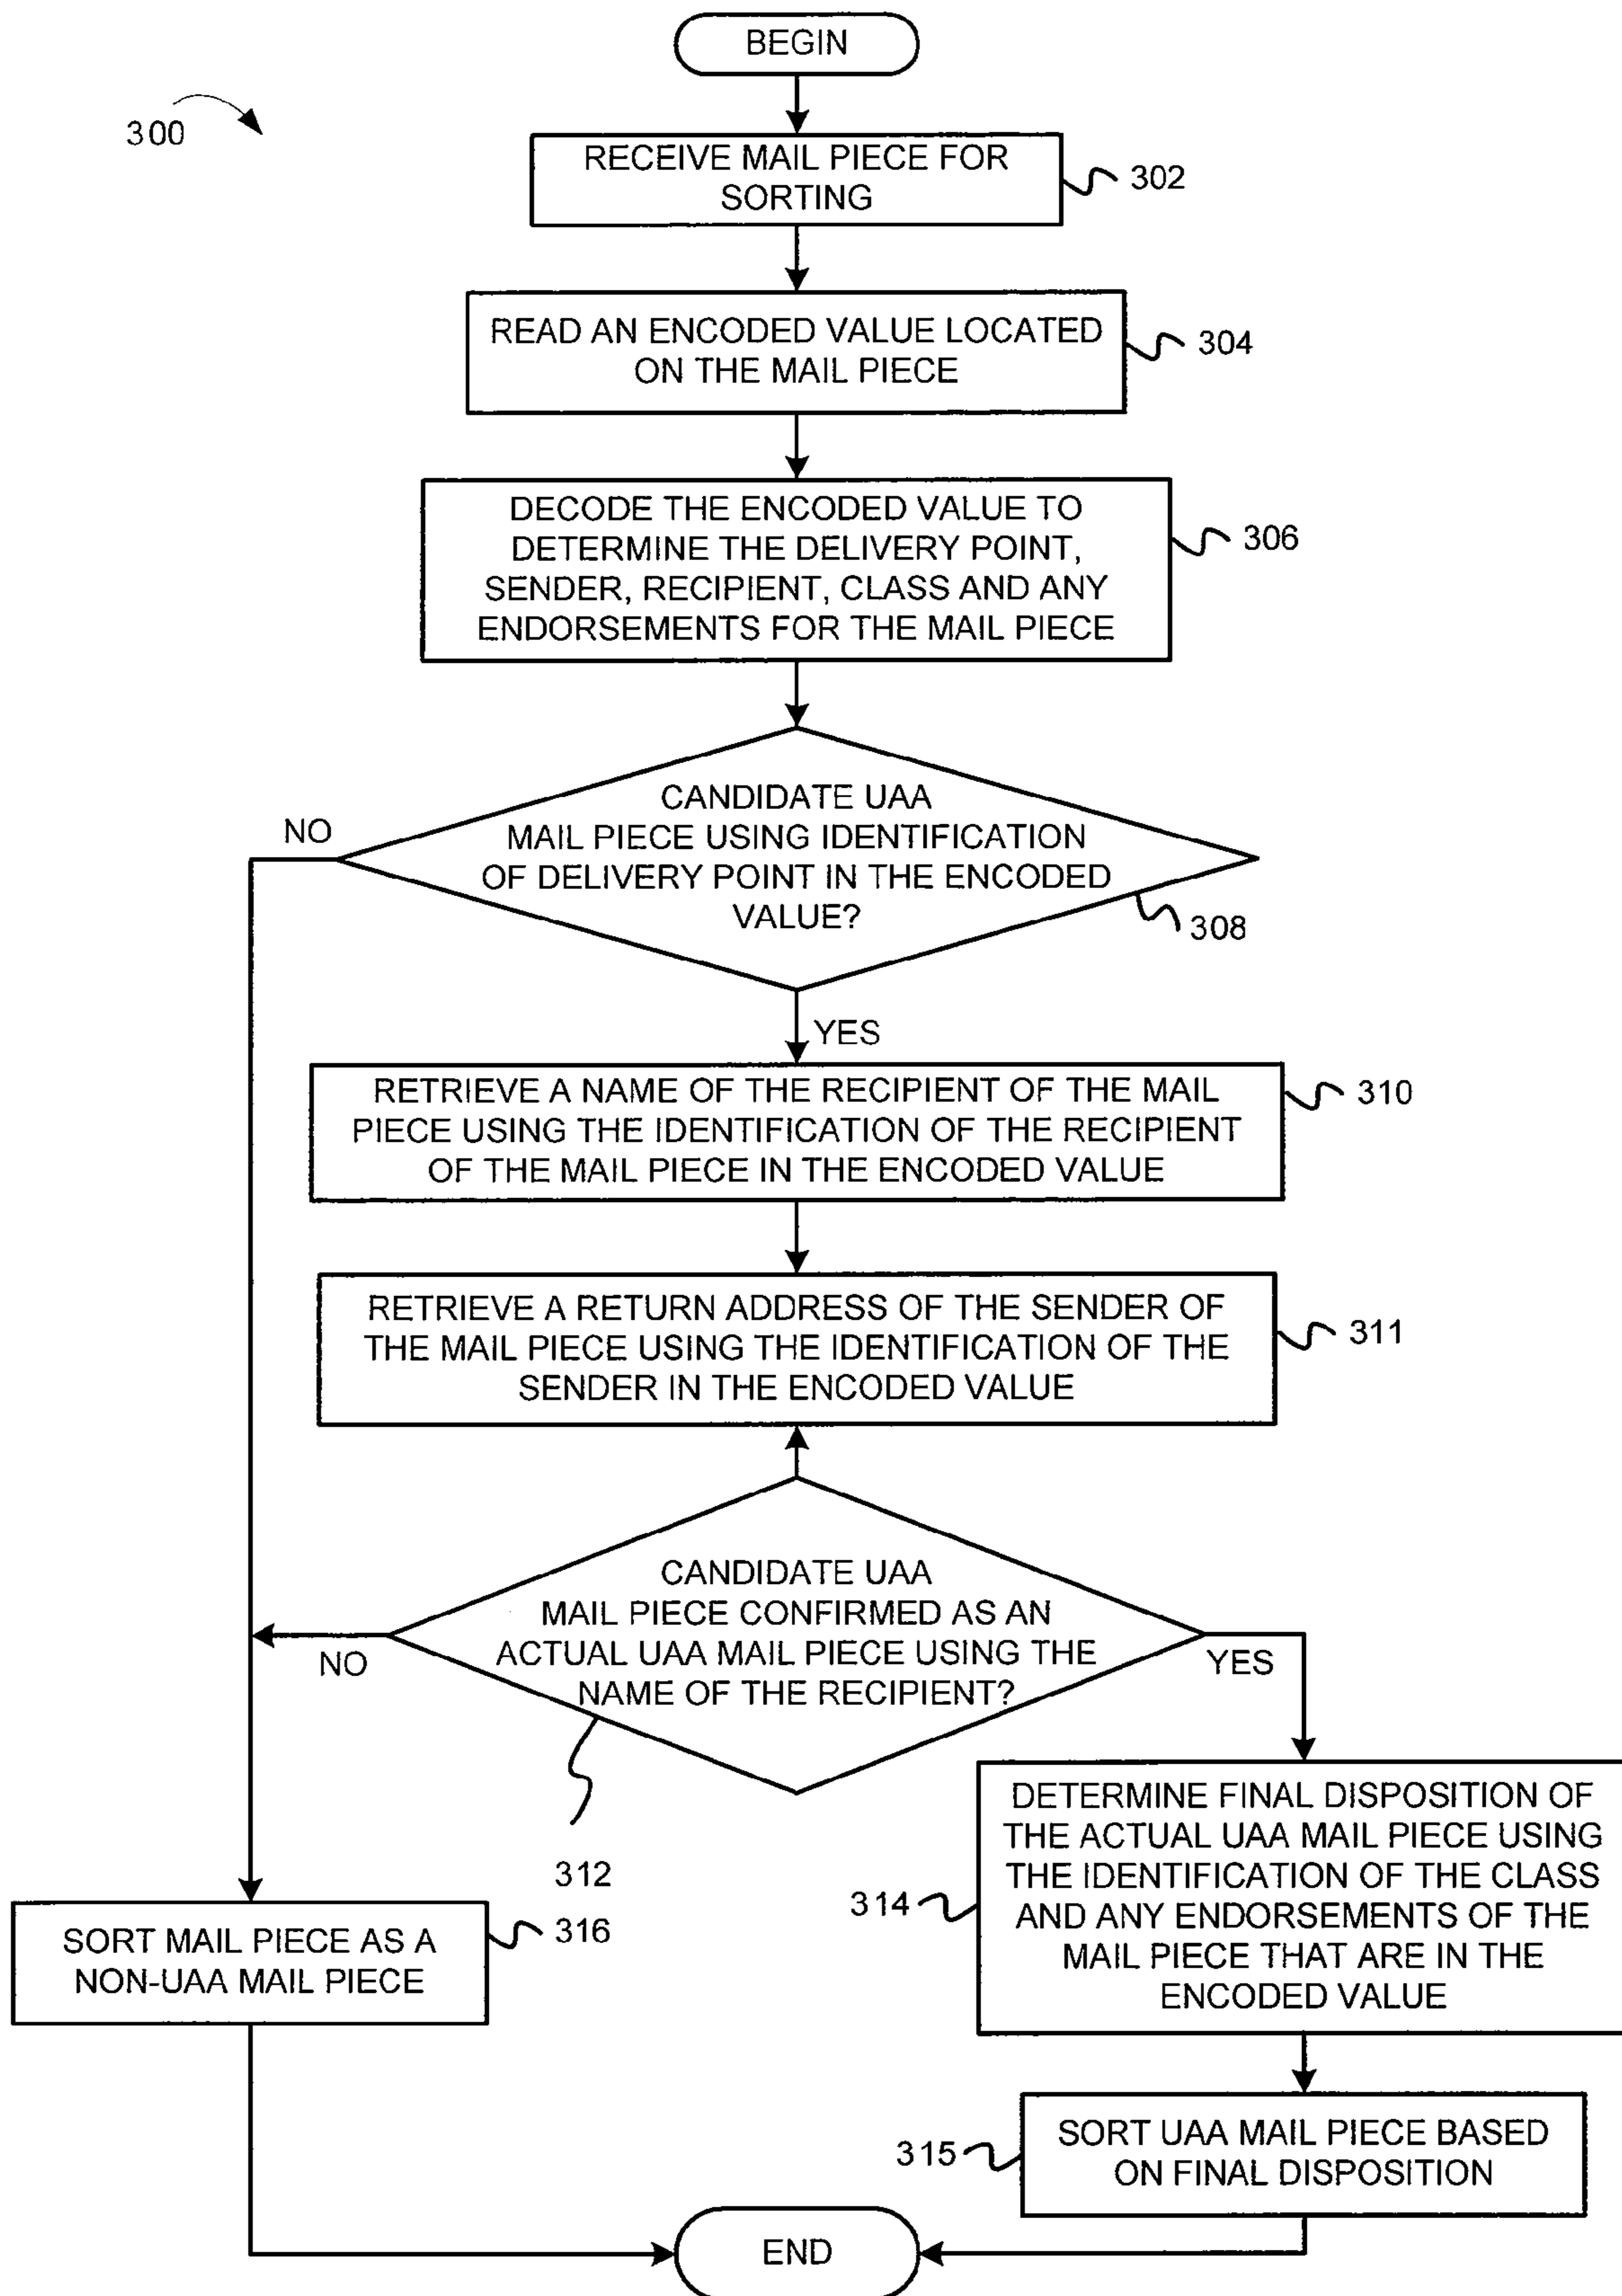 BEGIN
300
RECEIVE MAIL PIECE FOR
SORTING
302
READ AN ENCODED VALUE LOCATED
ON THE MAIL PIECE
304
DECODE THE ENCODED VALUE TO
DETERMINE THE DELIVERY POINT,
SENDER, RECIPIENT, CLASS AND ANY
ENDORSEMENTS FOR THE MAIL PIECE
306
CANDIDATE UAA
MAIL PIECE USING IDENTIFICATION
OF DELIVERY POINT IN THE ENCODED
VALUE?
NO
308
YES
RETRIEVE A NAME OF THE RECIPIENT OF THE MAIL
PIECE USING THE IDENTIFICATION OF THE RECIPIENT
OF THE MAIL PIECE IN THE ENCODED VALUE
310
RETRIEVE A RETURN ADDRESS OF THE SENDER OF
THE MAIL PIECE USING THE IDENTIFICATION OF THE
SENDER IN THE ENCODED VALUE
311
CANDIDATE UAA
MAIL PIECE CONFIRMED AS AN
ACTUAL UAA MAIL PIECE USING THE
NAME OF THE RECIPIENT?
NO
YES
312
DETERMINE FINAL DISPOSITION OF
THE ACTUAL UAA MAIL PIECE USING
THE IDENTIFICATION OF THE CLASS
AND ANY ENDORSEMENTS OF THE
MAIL PIECE THAT ARE IN THE
ENCODED VALUE
314
SORT MAIL PIECE AS A
NON-UAA MAIL PIECE
316
SORT UAA MAIL PIECE BASED
ON FINAL DISPOSITION
315
END